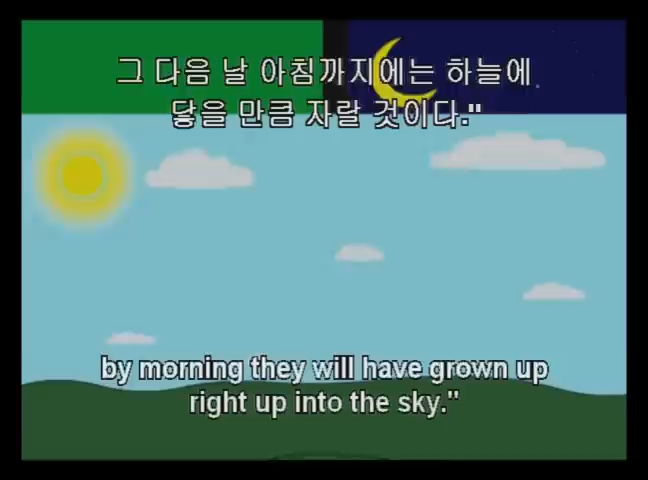 그 다음 날 아침까지에는 하늘에
닿을 만큼 자랄 것이다."
by morning they will have grown up
right up into the sky."